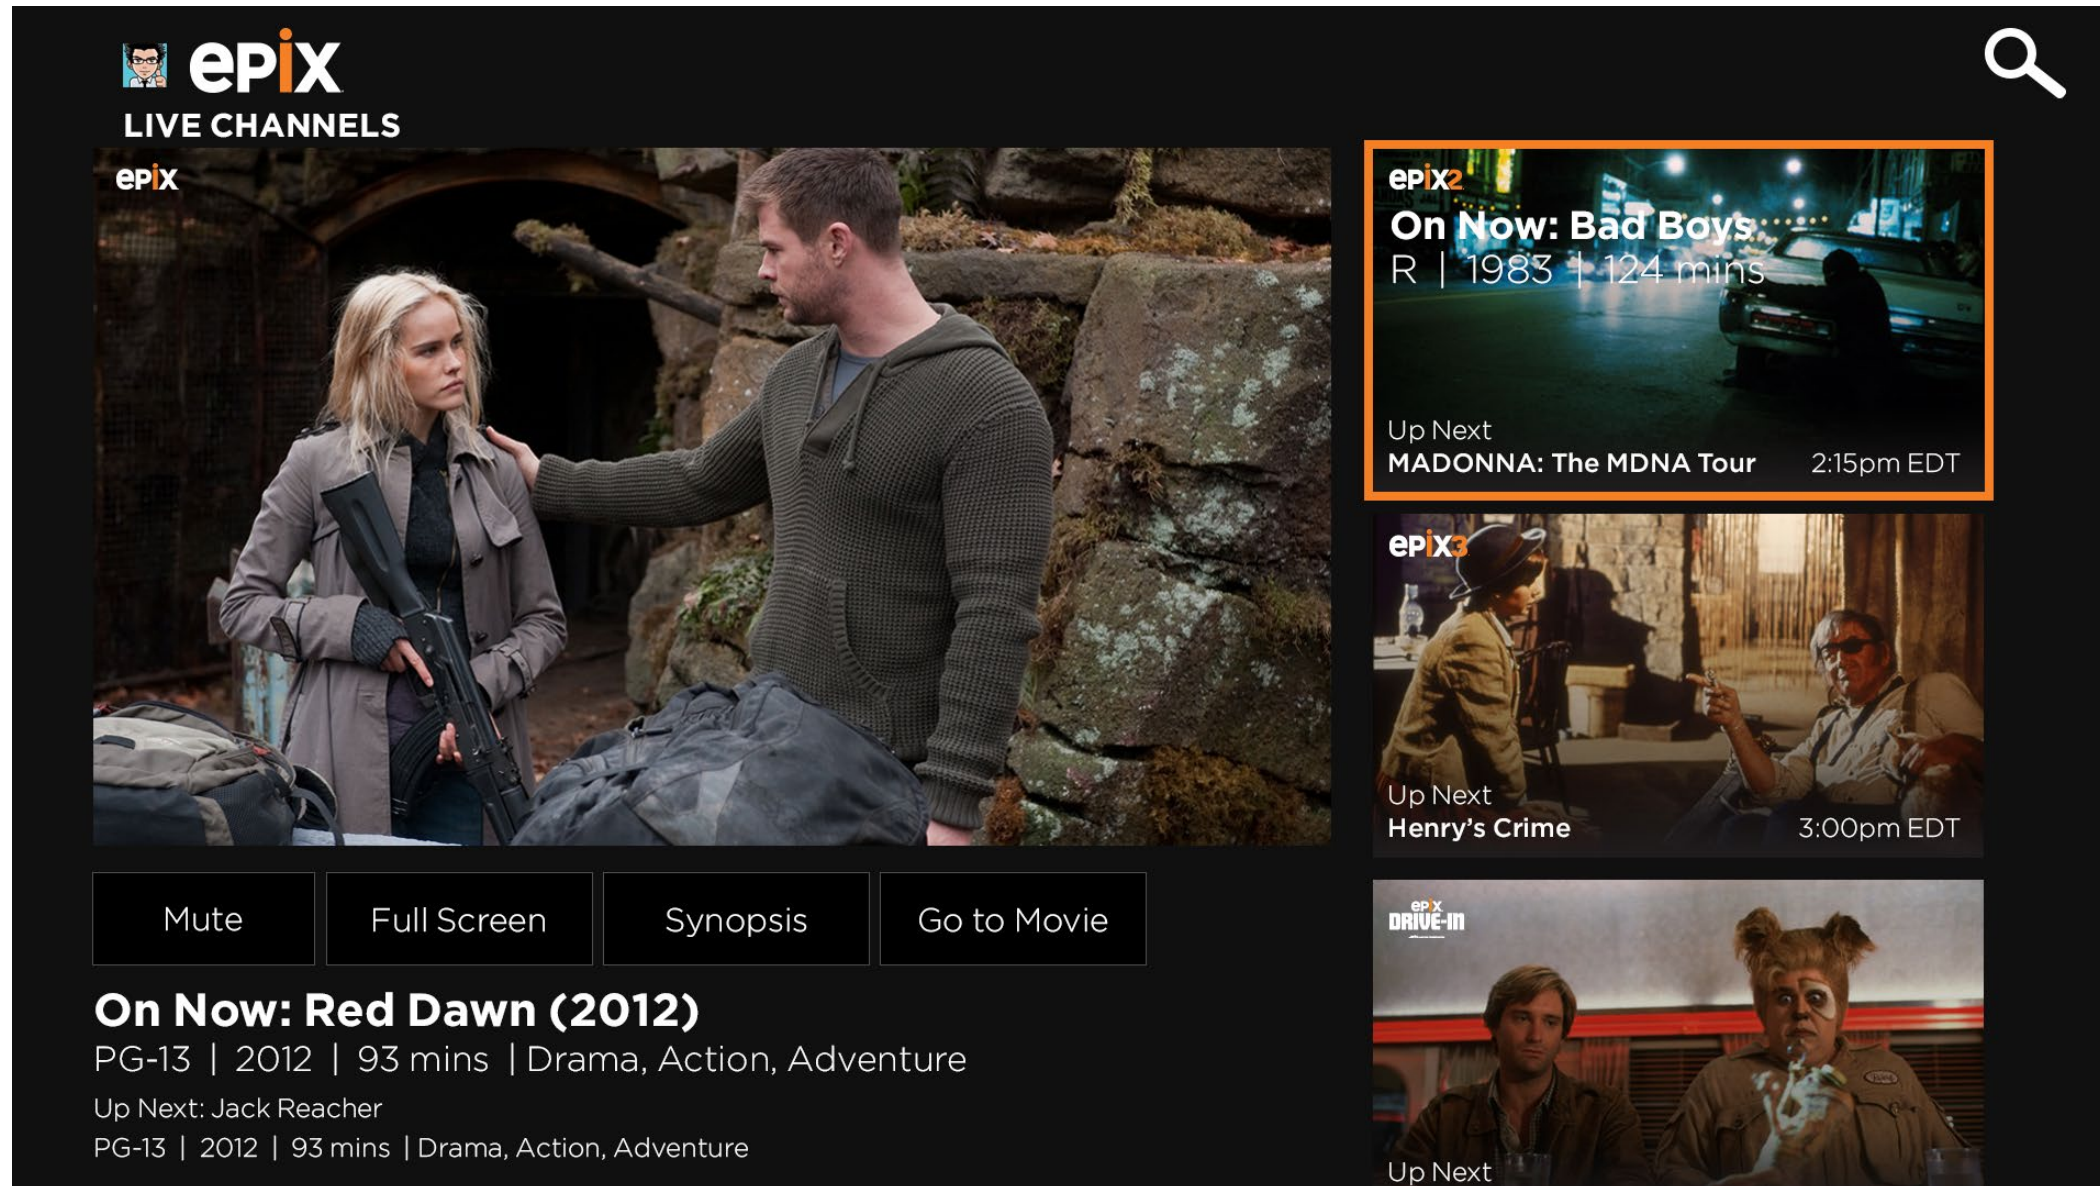 epix
LIVE CHANNELS
epix
epix2
On Now: Bad Boys
R | 1983 | 124 mins
Up Next
MADONNA: The MDNA Tour 2:15pm EDT
epix3
Up Next
Henry's Crime 3:00pm EDT
epix
DRIVE-IN
Up Next
Mute
Full Screen
Synopsis
Go to Movie
On Now: Red Dawn (2012)
PG-13 | 2012 | 93 mins | Drama, Action, Adventure
Up Next: Jack Reacher
PG-13 | 2012 | 93 mins | Drama, Action, Adventure